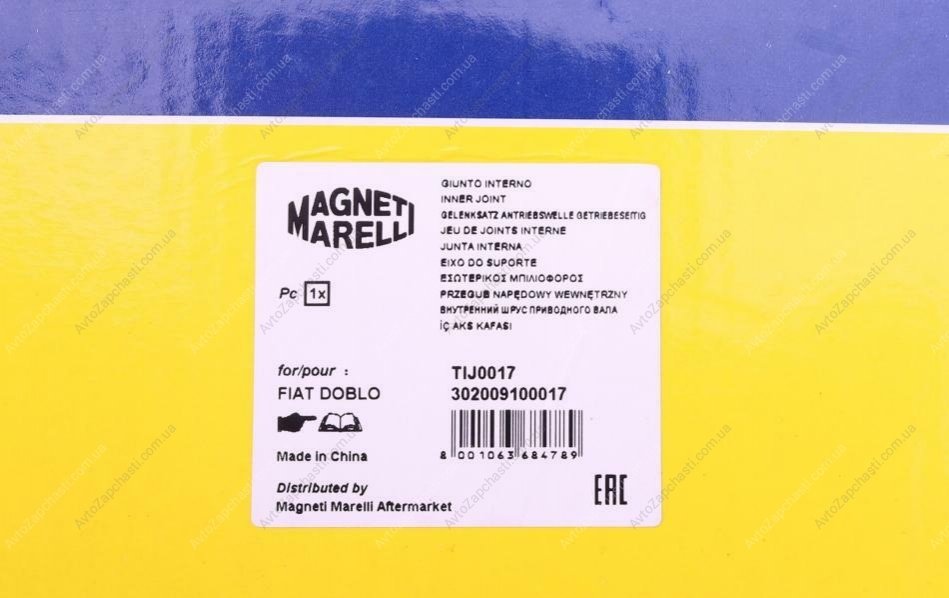 MAGNETI
MARELLI
GIUNTO INTERNO
INNER JOINT
GELENKSATZ ANTRIEBSWELLE GETRIEBESEITIG
JEU DE JOINTS INTERNE
JUNTA INTERNA
EIXO DO SUPORTE
ΕΣΩΤΕΡΙΚΟΣ ΜΠΙΛΙΟΦΟΡΟΣ
PRZEGUB NAPĘDOWY WEWNĘTRZNY
ВНУТРЕННИЙ ШРУС ПРИВОДНОГО ВАЛА
İÇ AKS KAFASI
Pc 1x
for/pour :
FIAT DOBLO
TIJ0017
302009100017
8 001063 684789
Made in China
Distributed by
Magneti Marelli Aftermarket
EAC
AvtoZapchasti.com.ua